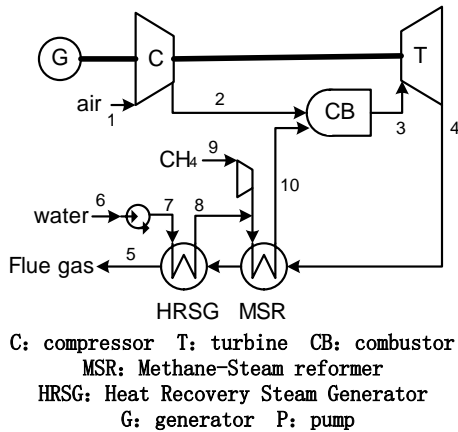 G
C
T
air
1
2
CB
3
4
CH₄
9
10
water
6
7
8
Flue gas
5
HRSG MSR
C: compressor T: turbine CB: combustor
MSR: Methane-Steam reformer
HRSG: Heat Recovery Steam Generator
G: generator P: pump